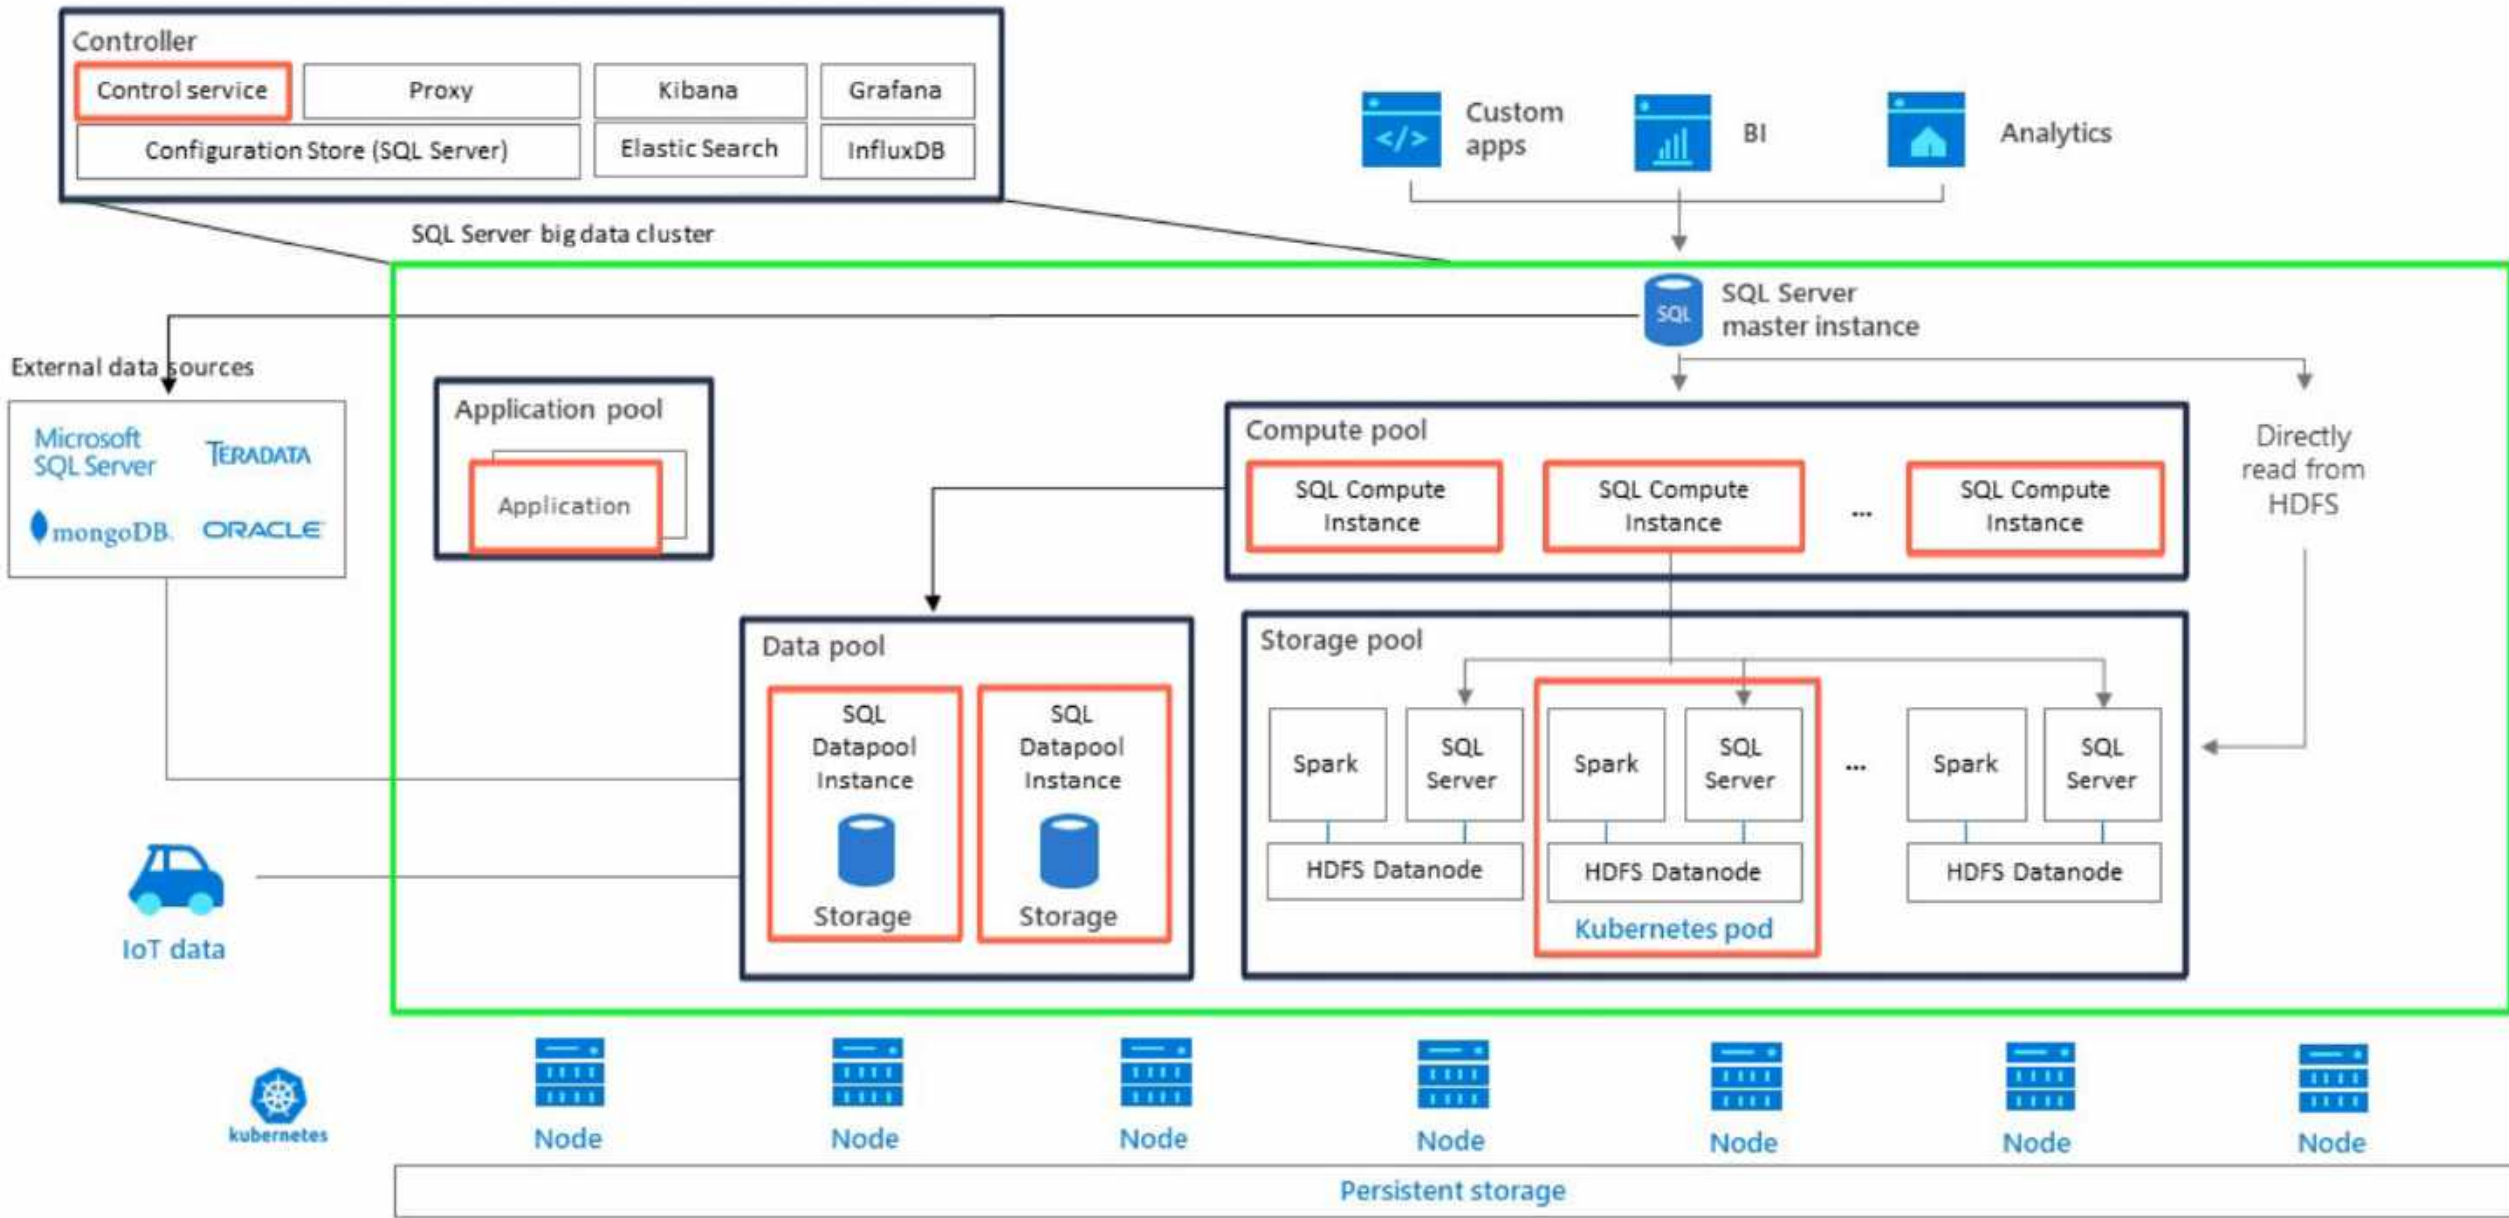 Controller
Control service
Proxy
Kibana
Grafana
Configuration Store (SQL Server)
Elastic Search
InfluxDB
Custom
apps
BI
Analytics
SQL Server big data cluster
SQL
SQL Server
master instance
External data sources
Microsoft
SQL Server
TERADATA
mongoDB.
ORACLE
Application pool
Application
Compute pool
SQL Compute
Instance
SQL Compute
Instance
...
SQL Compute
Instance
Directly
read from
HDFS
Data pool
SQL
Datapool
Instance
Storage
SQL
Datapool
Instance
Storage
Storage pool
Spark
SQL
Server
HDFS Datanode
Spark
SQL
Server
HDFS Datanode
Kubernetes pod
...
Spark
SQL
Server
HDFS Datanode
IoT data
kubernetes
Node
Node
Node
Node
Node
Node
Node
Persistent storage